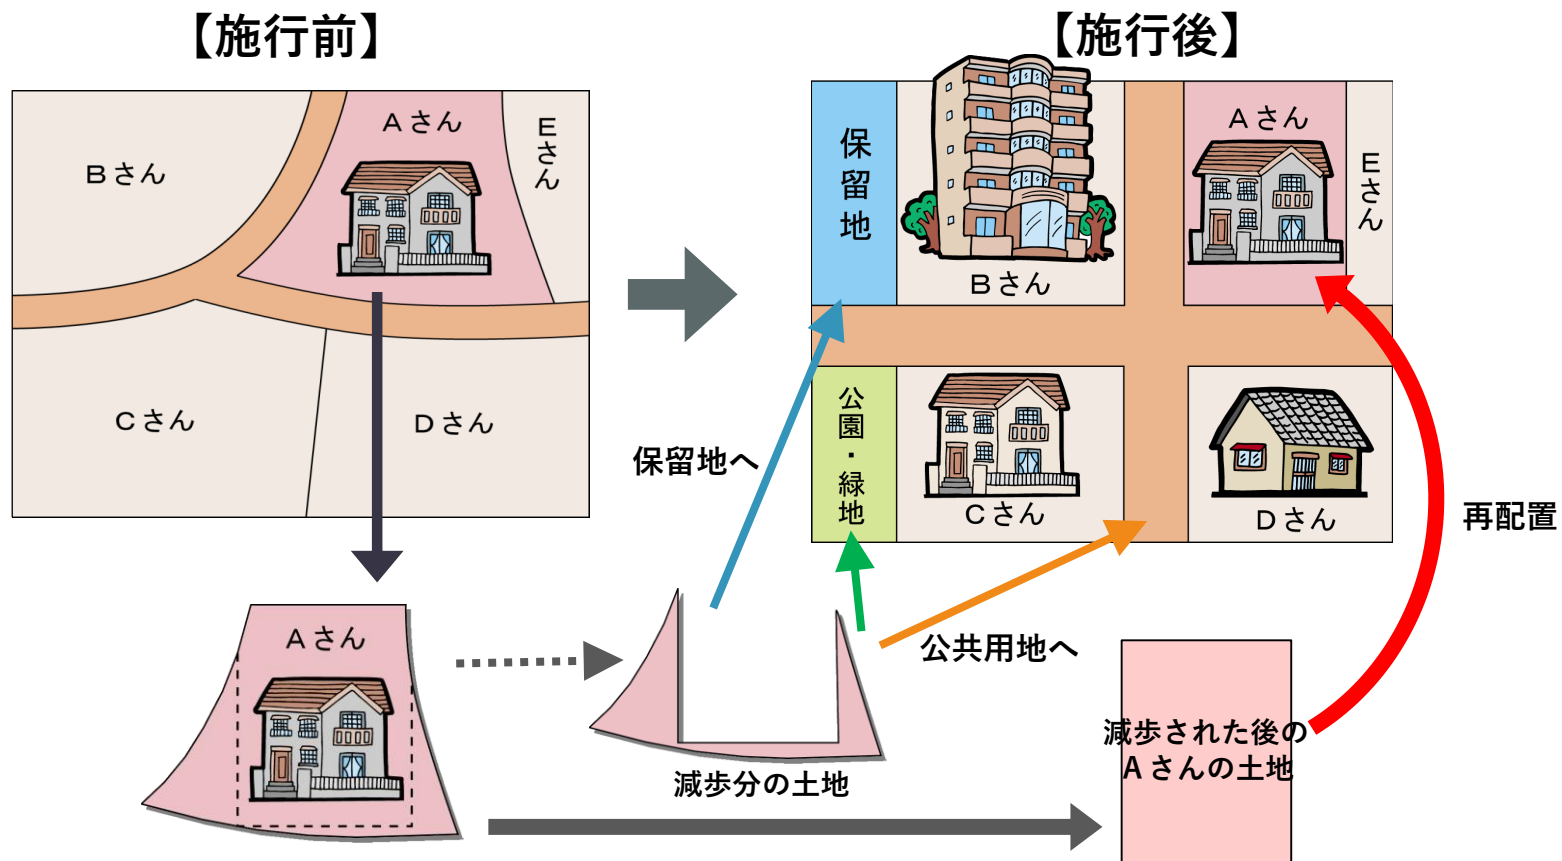 【施行前】
【施行後】
Aさん
Eさん
Bさん
Cさん
Dさん
保留地
Bさん
Aさん
Eさん
公園・緑地
Cさん
Dさん
保留地へ
再配置
Aさん
公共用地へ
減歩分の土地
減歩された後の
Aさんの土地